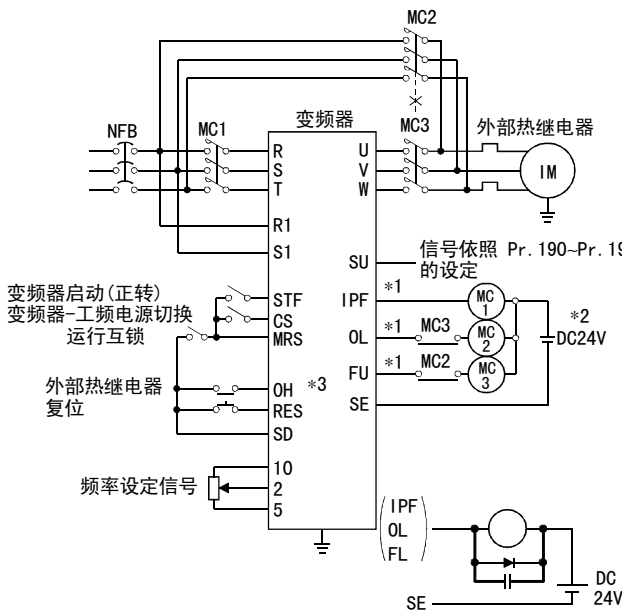 MC2
NFB
MC1
变频器
MC3
外部热继电器
R
S
T
U
V
W
IM
R1
S1
SU
信号依照 Pr.190~Pr.19
的设定
变频器启动(正转)
变频器-工频电源切换
运行互锁
STF
CS
MRS
IPF
*1
MC
1
OL
*1
MC3
MC
2
FU
*1
MC2
MC
3
SE
*2
DC24V
外部热继电器
复位
OH
*3
RES
SD
频率设定信号
10
2
5
IPF
OL
FL
SE
DC
24V